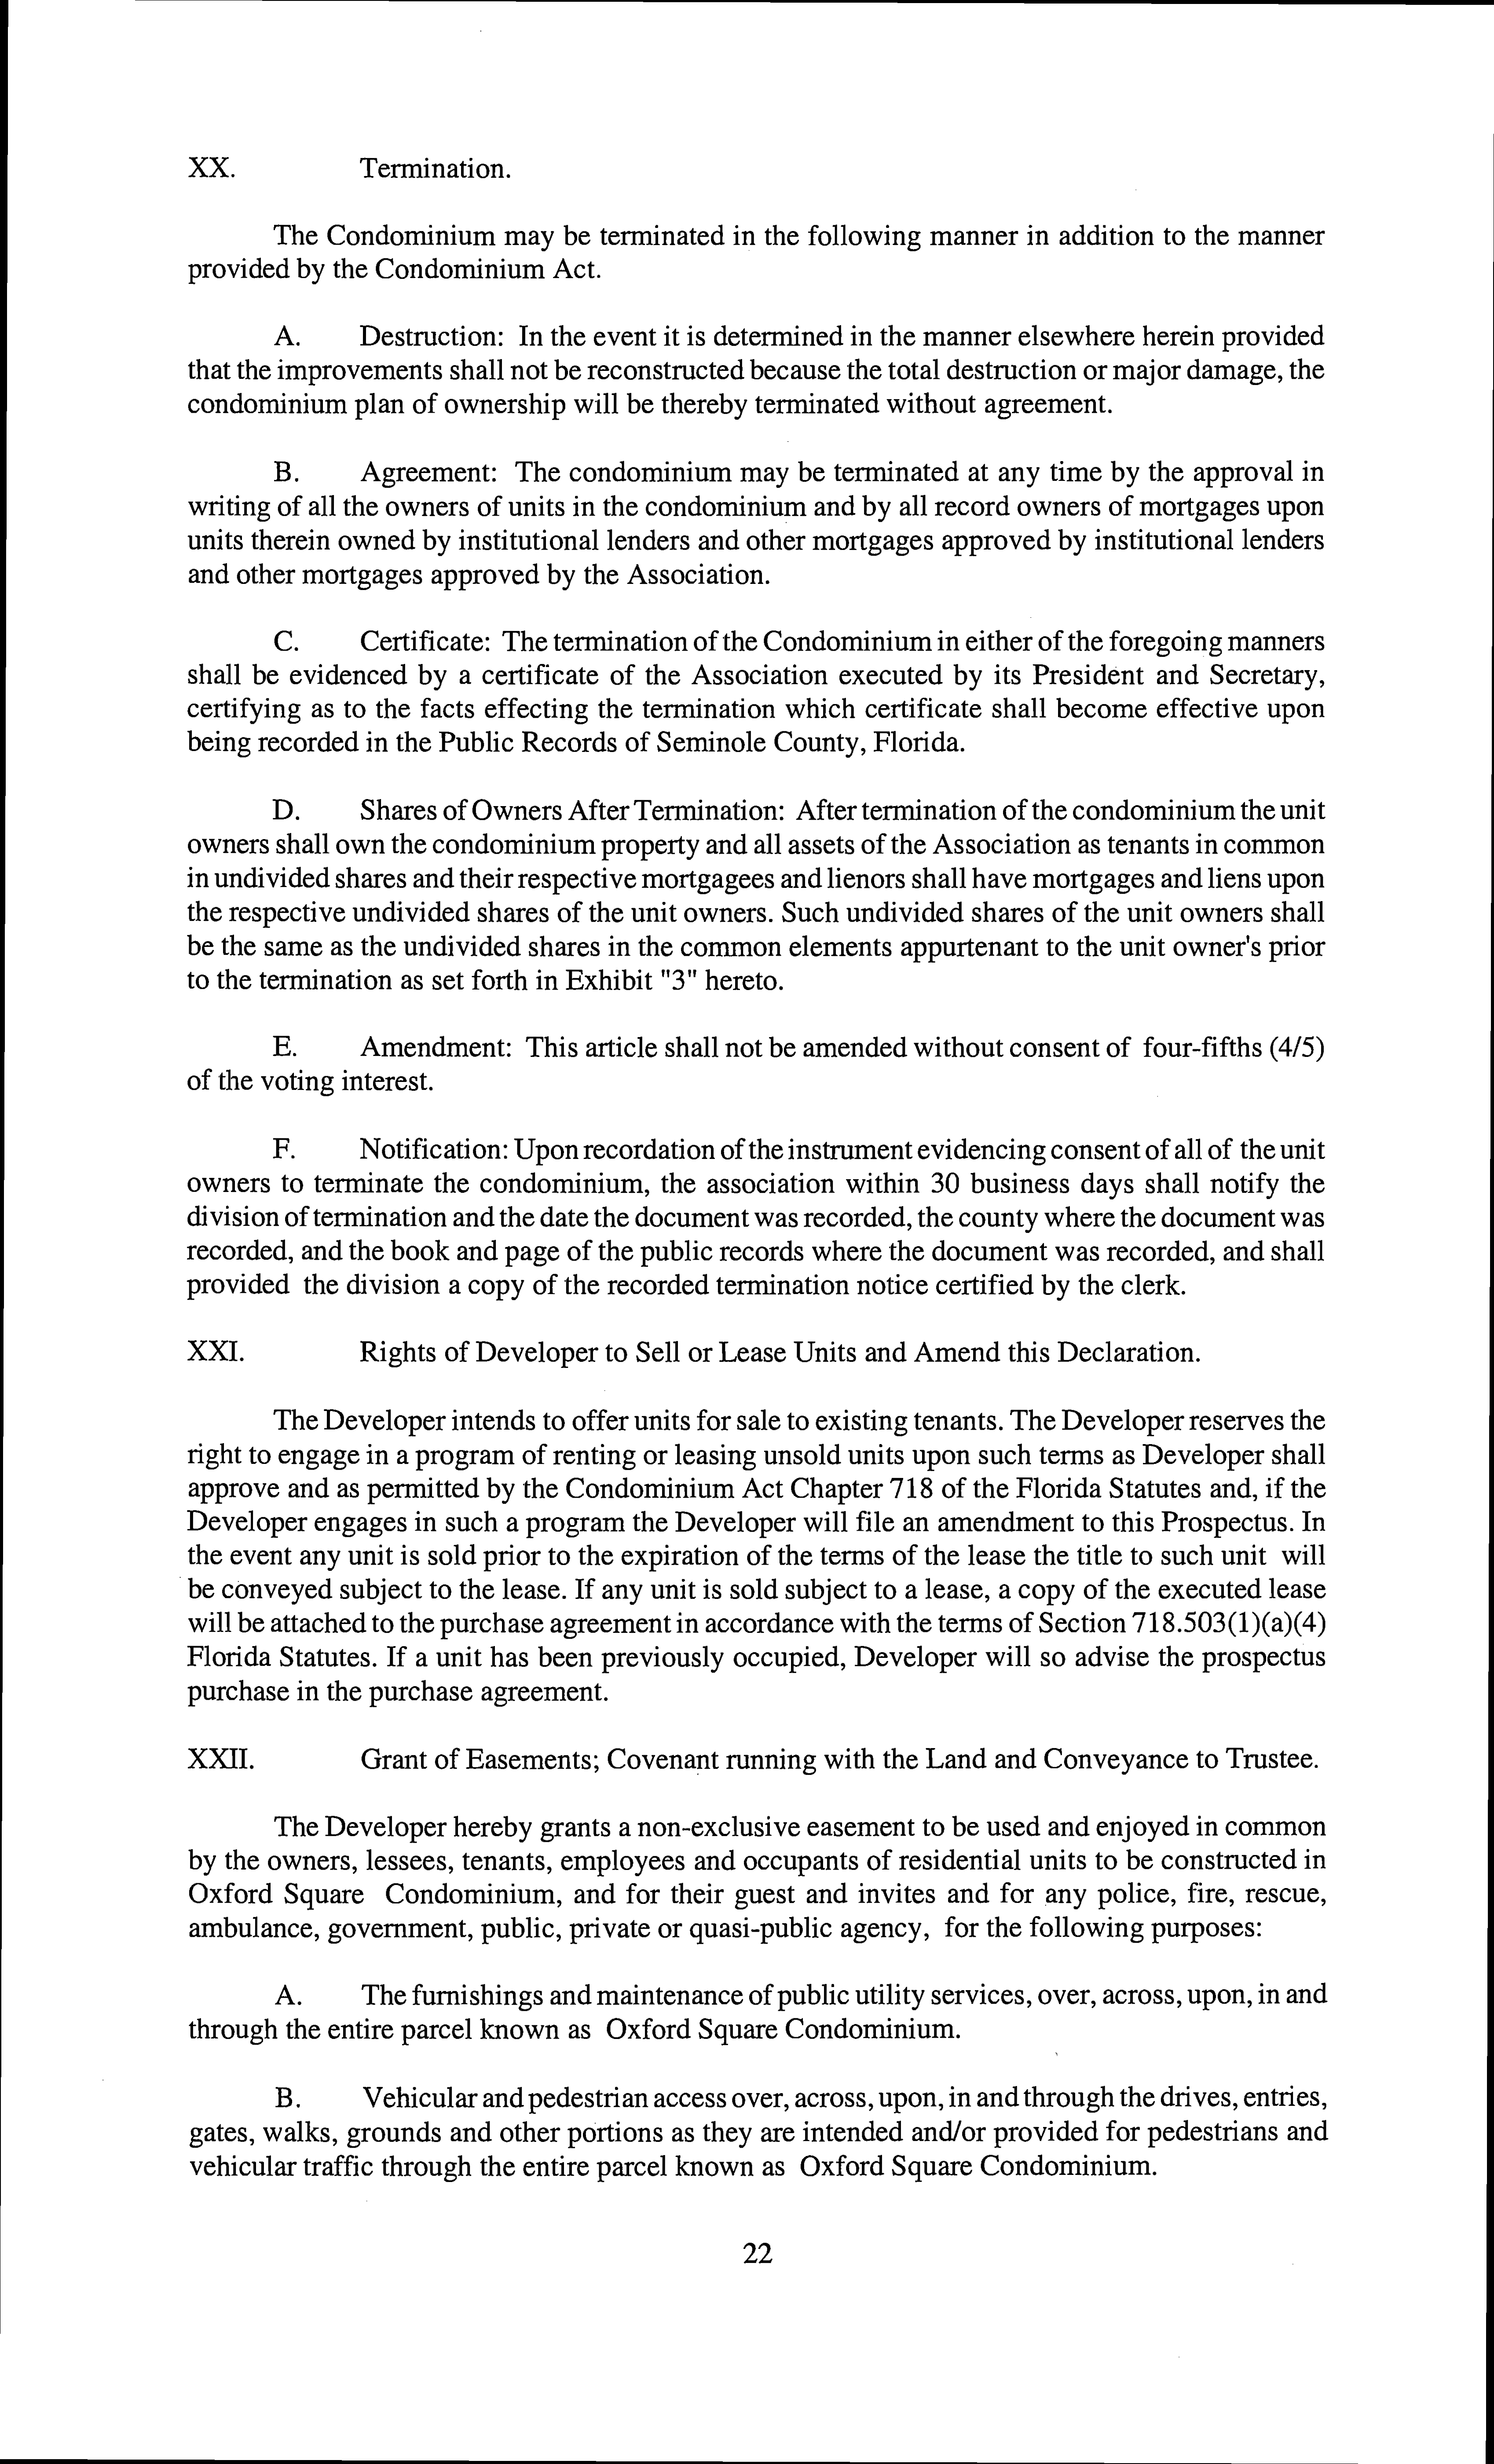 XX. Termination.
The Condominium may be terminated in the following manner in addition to the manner
provided by the Condominium Act.
A. Destruction: In the event it is determined in the manner elsewhere herein provided
that the improvements shall not be reconstructed because the total destruction or major damage, the
condominium plan of ownership will be thereby terminated without agreement.
B. Agreement: The condominium may be terminated at any time by the approval in
writing of all the owners of units in the condominium and by all record owners of mortgages upon
units therein owned by institutional lenders and other mortgages approved by institutional lenders
and other mortgages approved by the Association.
C. Certificate: The termination of the Condominium in either of the foregoing manners
shall be evidenced by a certificate of the Association executed by its President and Secretary,
certifying as to the facts effecting the termination which certificate shall become effective upon
being recorded in the Public Records of Seminole County, Florida.
D. Shares of Owners After Termination: After termination of the condominium the unit
owners shall own the condominium property and all assets of the Association as tenants in common
in undivided shares and their respective mortgagees and lienors shall have mortgages and liens upon
the respective undivided shares of the unit owners. Such undivided shares of the unit owners shall
be the same as the undivided shares in the common elements appurtenant to the unit owner's prior
to the termination as set forth in Exhibit "3" hereto.
E. Amendment: This article shall not be amended without consent of four-fifths (4/5)
of the voting interest.
F. Notification: Upon recordation of the instrument evidencing consent of all of the unit
owners to terminate the condominium, the association within 30 business days shall notify the
division of termination and the date the document was recorded, the county where the document was
recorded, and the book and page of the public records where the document was recorded, and shall
provided the division a copy of the recorded termination notice certified by the clerk.
XXI. Rights of Developer to Sell or Lease Units and Amend this Declaration.
The Developer intends to offer units for sale to existing tenants. The Developer reserves the
right to engage in a program of renting or leasing unsold units upon such terms as Developer shall
approve and as permitted by the Condominium Act Chapter 718 of the Florida Statutes and, if the
Developer engages in such a program the Developer will file an amendment to this Prospectus. In
the event any unit is sold prior to the expiration of the terms of the lease the title to such unit will
be conveyed subject to the lease. If any unit is sold subject to a lease, a copy of the executed lease
will be attached to the purchase agreement in accordance with the terms of Section 718.503(1)(a)(4)
Florida Statutes. If a unit has been previously occupied, Developer will so advise the prospectus
purchase in the purchase agreement.
XXII. Grant of Easements; Covenant running with the Land and Conveyance to Trustee.
The Developer hereby grants a non-exclusive easement to be used and enjoyed in common
by the owners, lessees, tenants, employees and occupants of residential units to be constructed in
Oxford Square Condominium, and for their guest and invites and for any police, fire, rescue,
ambulance, government, public, private or quasi-public agency, for the following purposes:
A. The furnishings and maintenance of public utility services, over, across, upon, in and
through the entire parcel known as Oxford Square Condominium.
B. Vehicular and pedestrian access over, across, upon, in and through the drives, entries,
gates, walks, grounds and other portions as they are intended and/or provided for pedestrians and
vehicular traffic through the entire parcel known as Oxford Square Condominium.
22